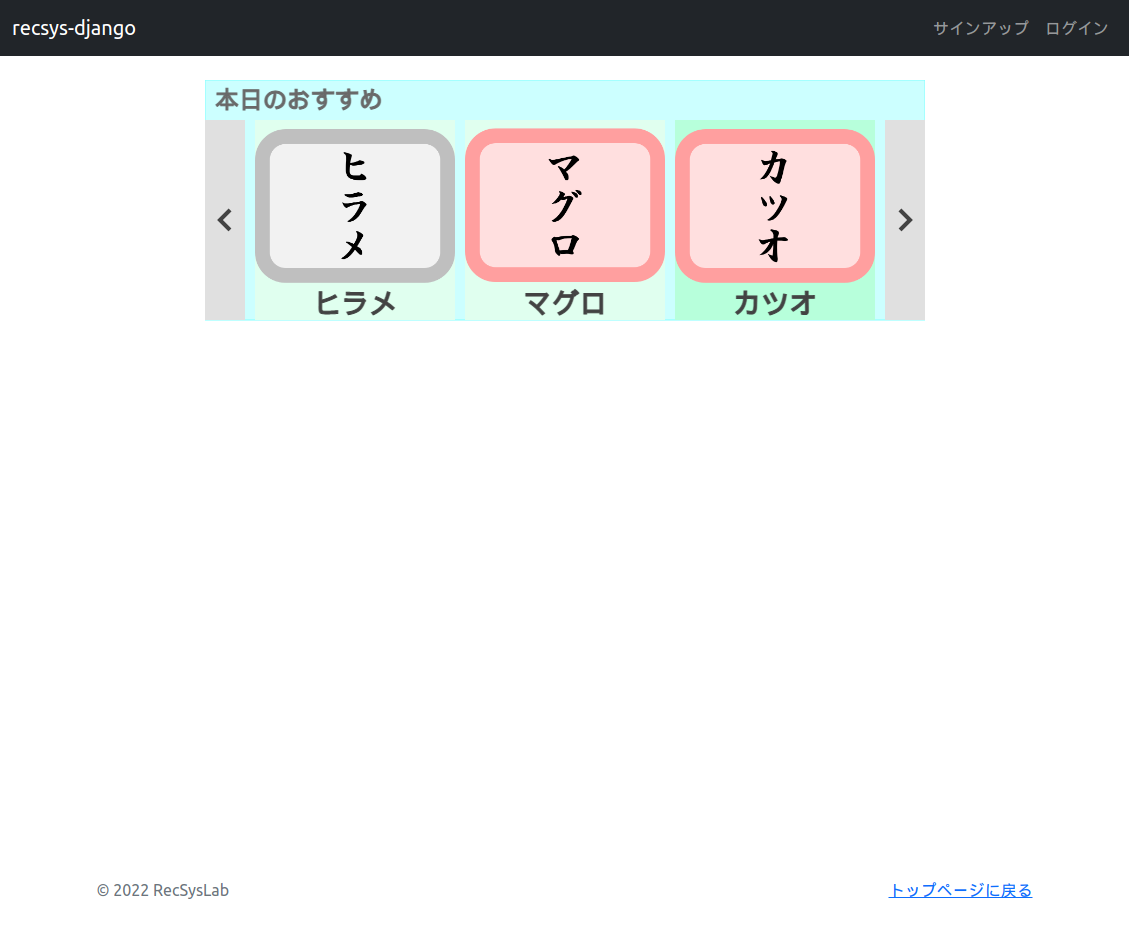 recsys-django
サインアップ ログイン
本日のおすすめ
ヒラメ
マグロ
カツオ
ヒラメ
マグロ
カツオ
© 2022 RecSysLab
トップページに戻る